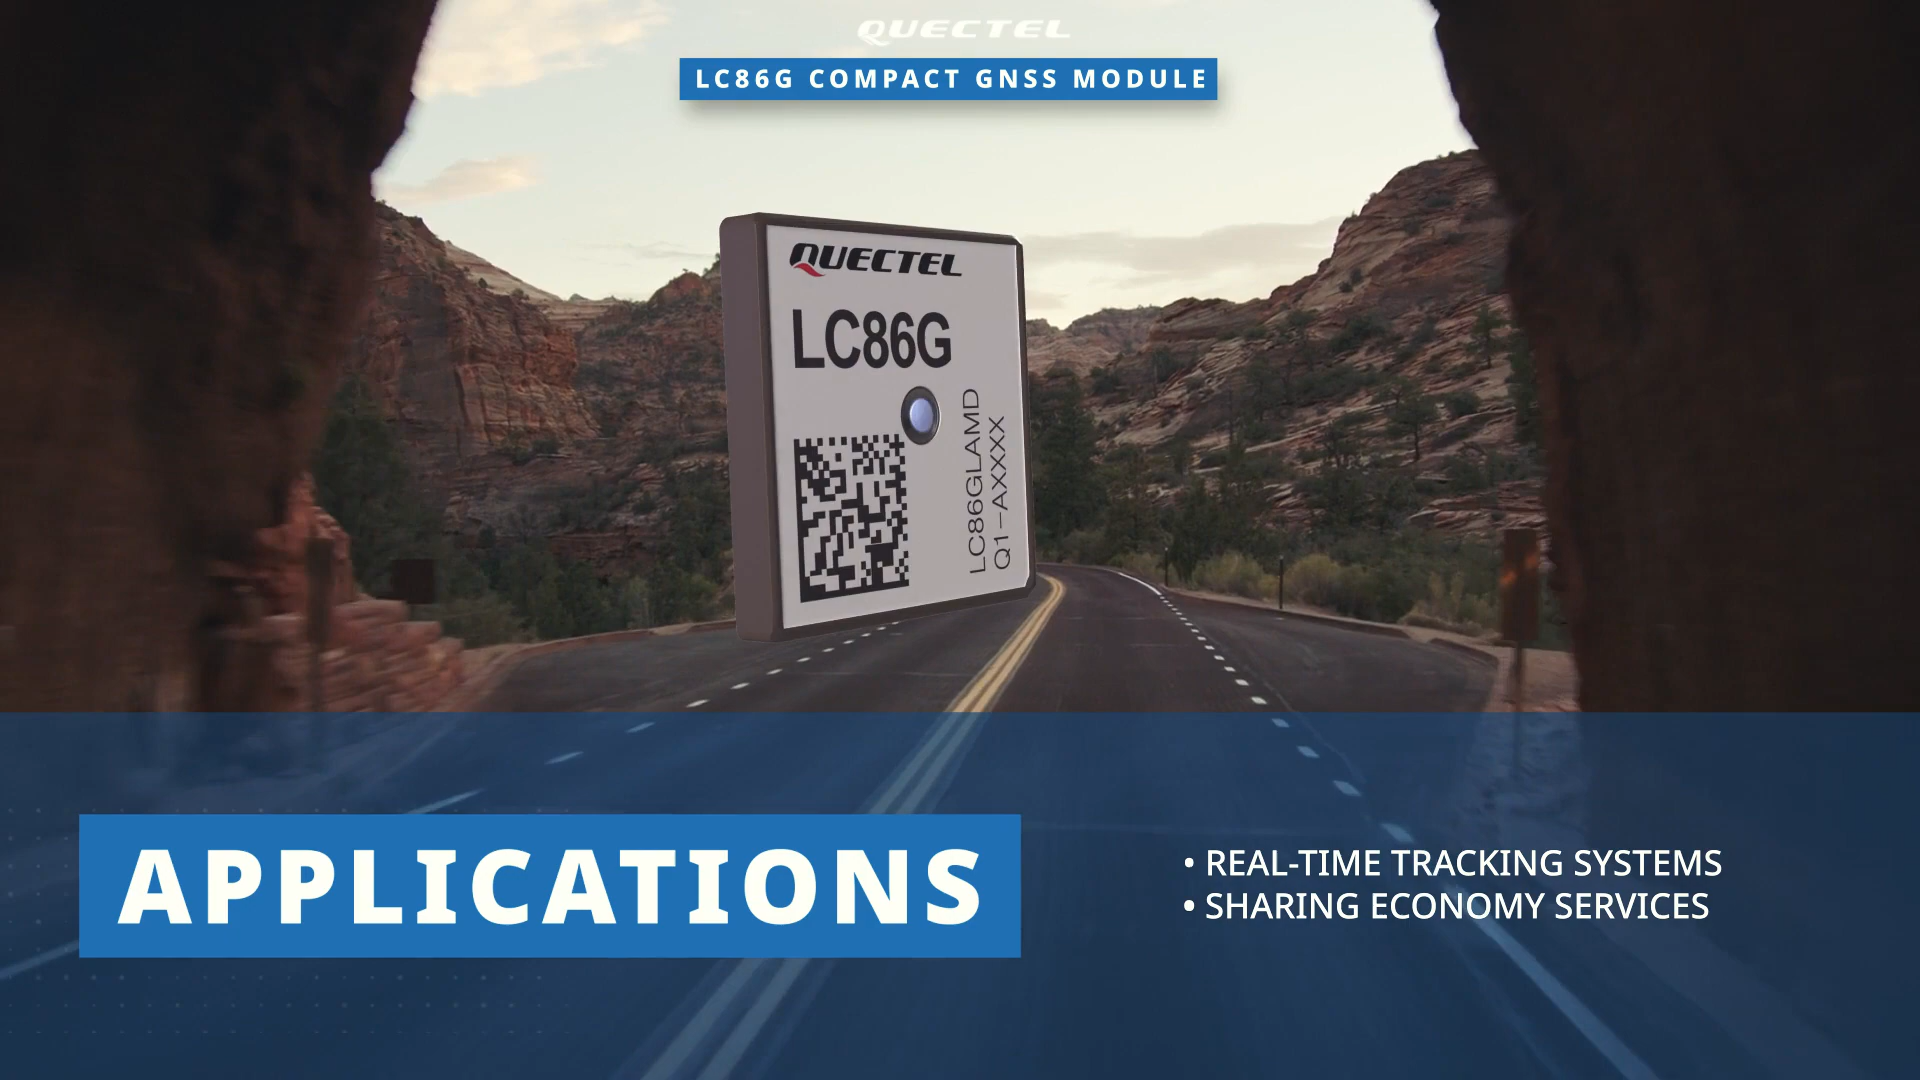 QUECTEL
LC86G COMPACT GNSS MODULE
QUECTEL
LC86G
LC86GLAMD
Q1-AXXXX
APPLICATIONS
• REAL-TIME TRACKING SYSTEMS
• SHARING ECONOMY SERVICES